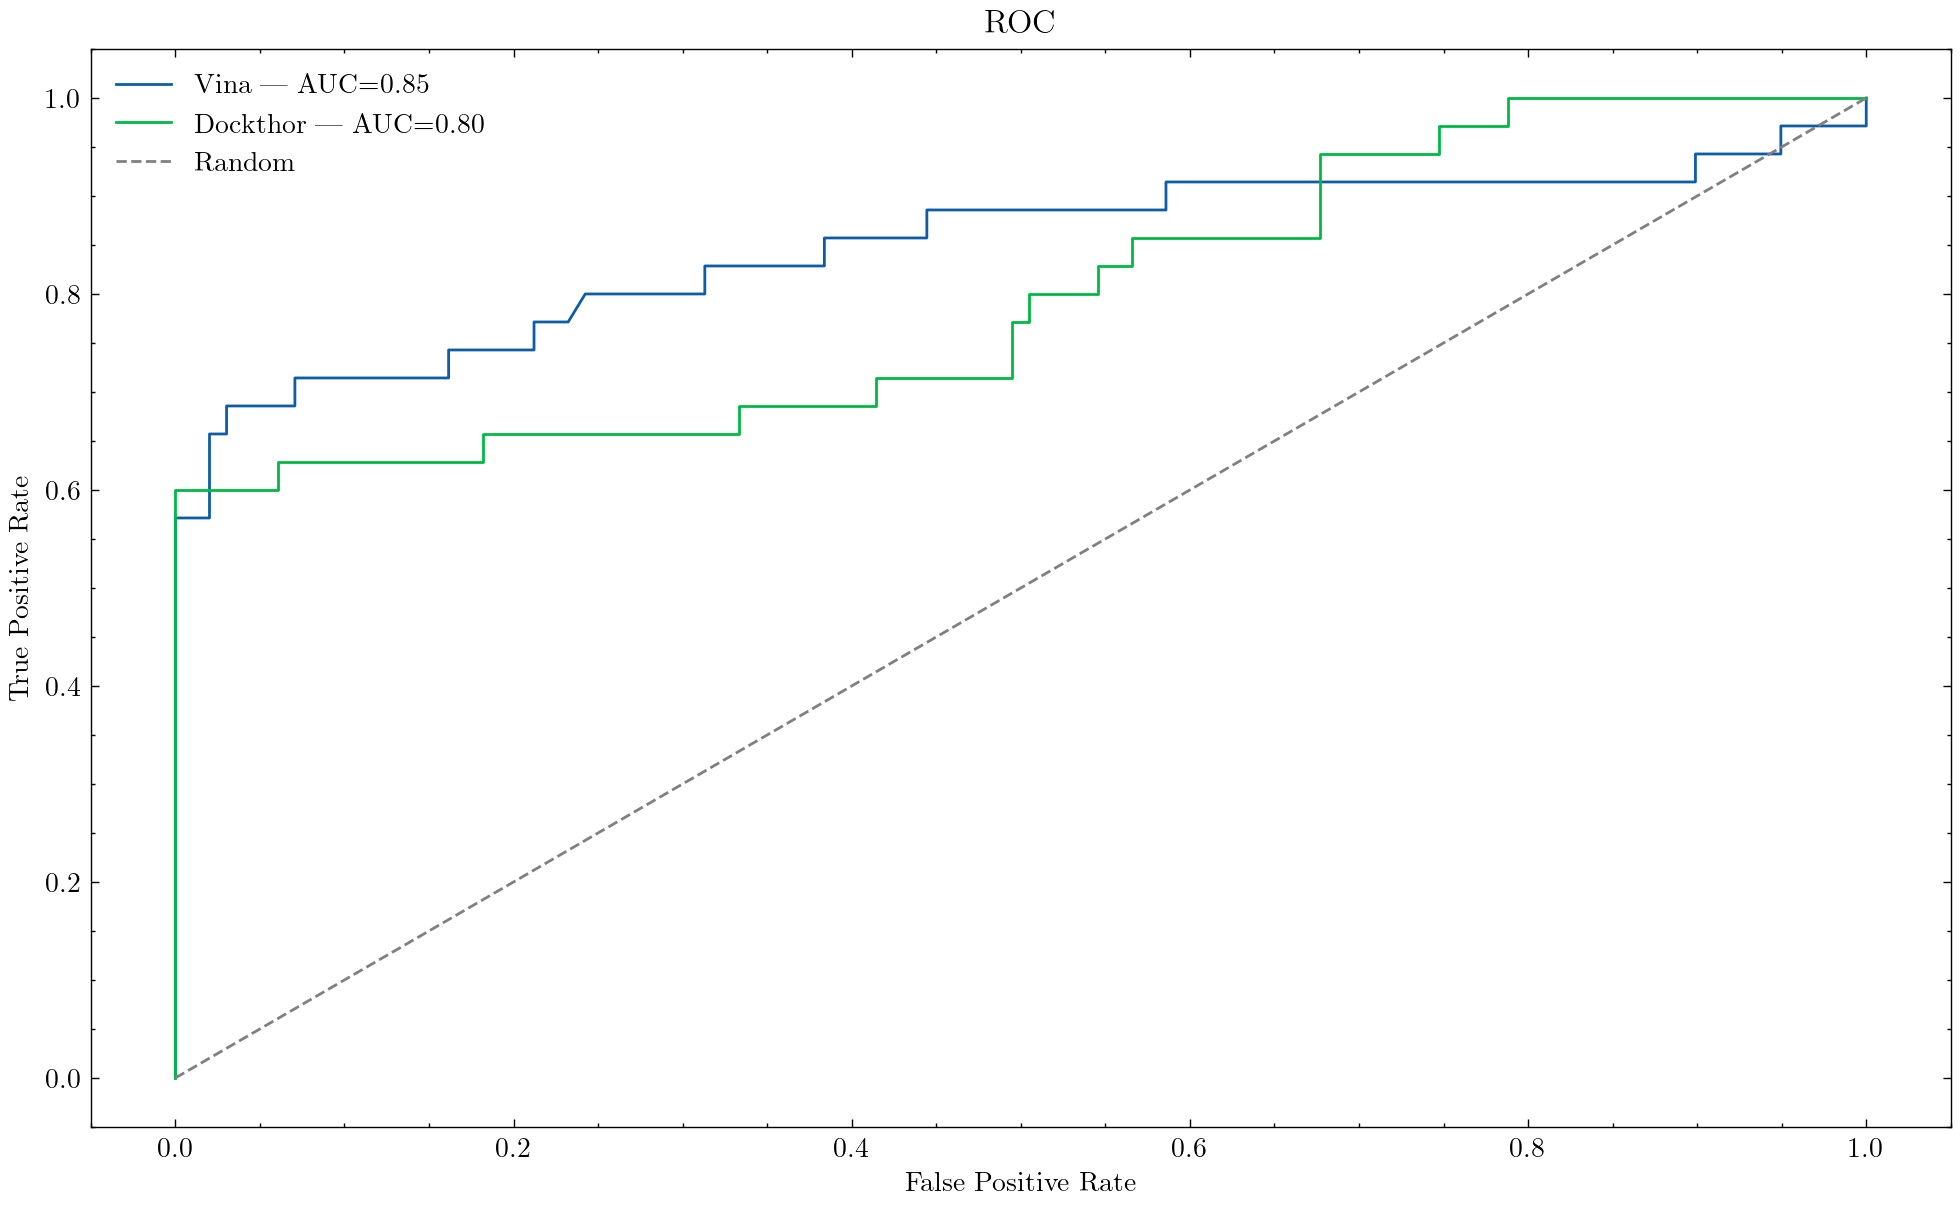 ROC
Vina — AUC=0.85
Dockthor — AUC=0.80
Random
True Positive Rate
1.0
0.8
0.6
0.4
0.2
0.0
0.0 0.2 0.4 0.6 0.8 1.0
False Positive Rate